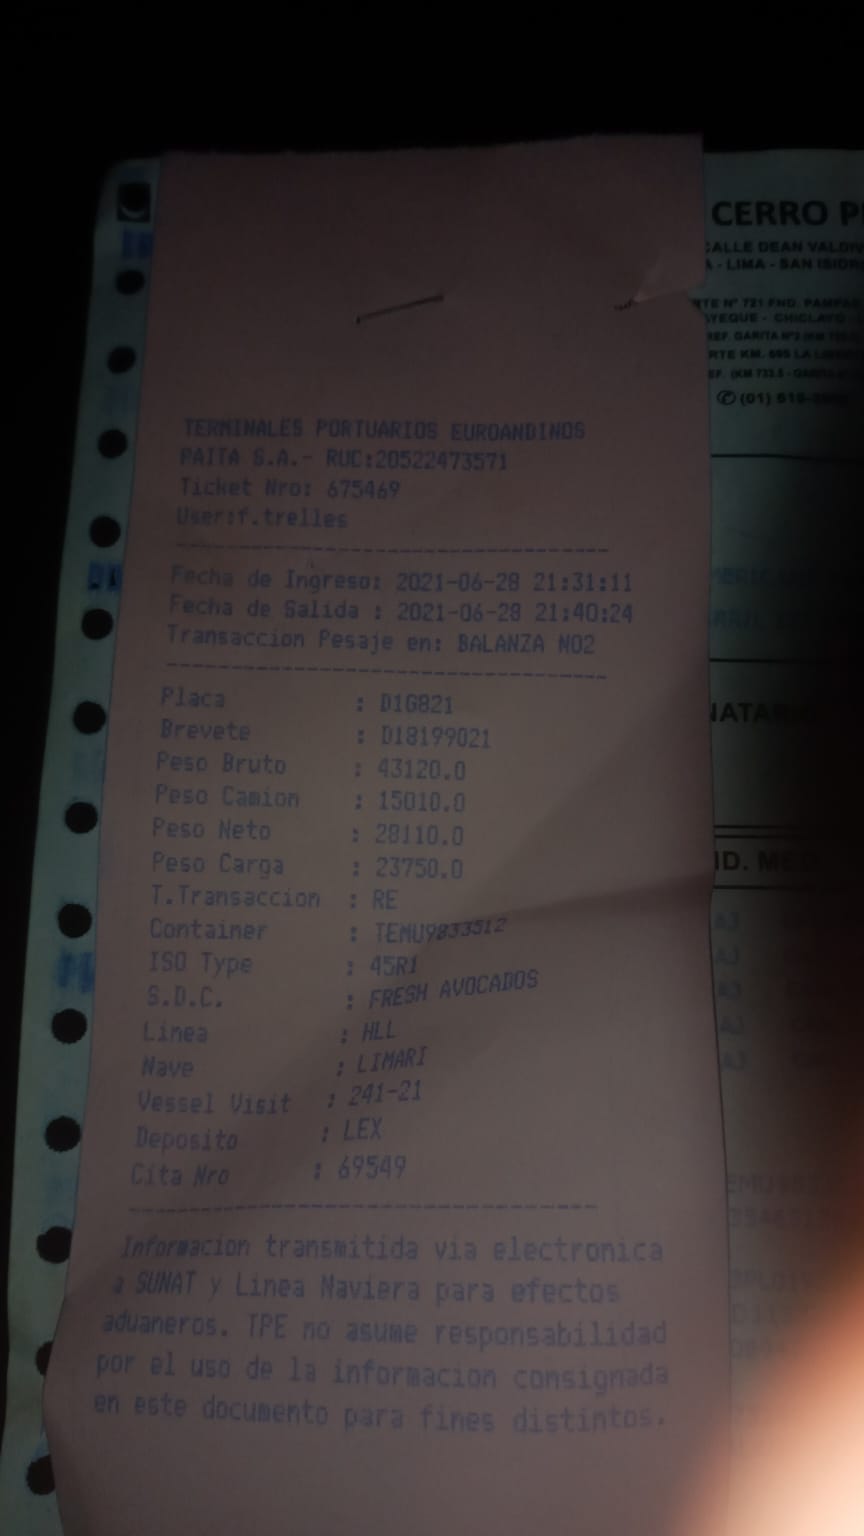 TERMINALES PORTUARIOS EUROANDINOS
PAITA S.A.- RUC:20522473571
Ticket Nro: 675469
User:f.trelles
Fecha de Ingreso: 2021-06-28 21:31:11
Fecha de Salida : 2021-06-28 21:40:24
Transaccion Pesaje en: BALANZA NO2
Placa : D1G821
Brevete : D18199021
Peso Bruto : 43120.0
Peso Camion : 15010.0
Peso Neto : 28110.0
Peso Carga : 23750.0
T.Transaccion : RE
Container : TEMU9833512
ISO Type : 45R1
S.D.C. : FRESH AVOCADOS
Linea : HLL
Nave : LIMARI
Vessel Visit : 241-21
Deposito : LEX
Cita Nro : 69549
Informacion transmitida via electronica
a SUNAT y Linea Naviera para efectos
aduaneros. TPE no asume responsabilidad
por el uso de la informacion consignada
en este documento para fines distintos.
CERRO
CALLE DEAN
- LIMA - SAN
Nº 721 FND.
- CHICLAYO
(01)